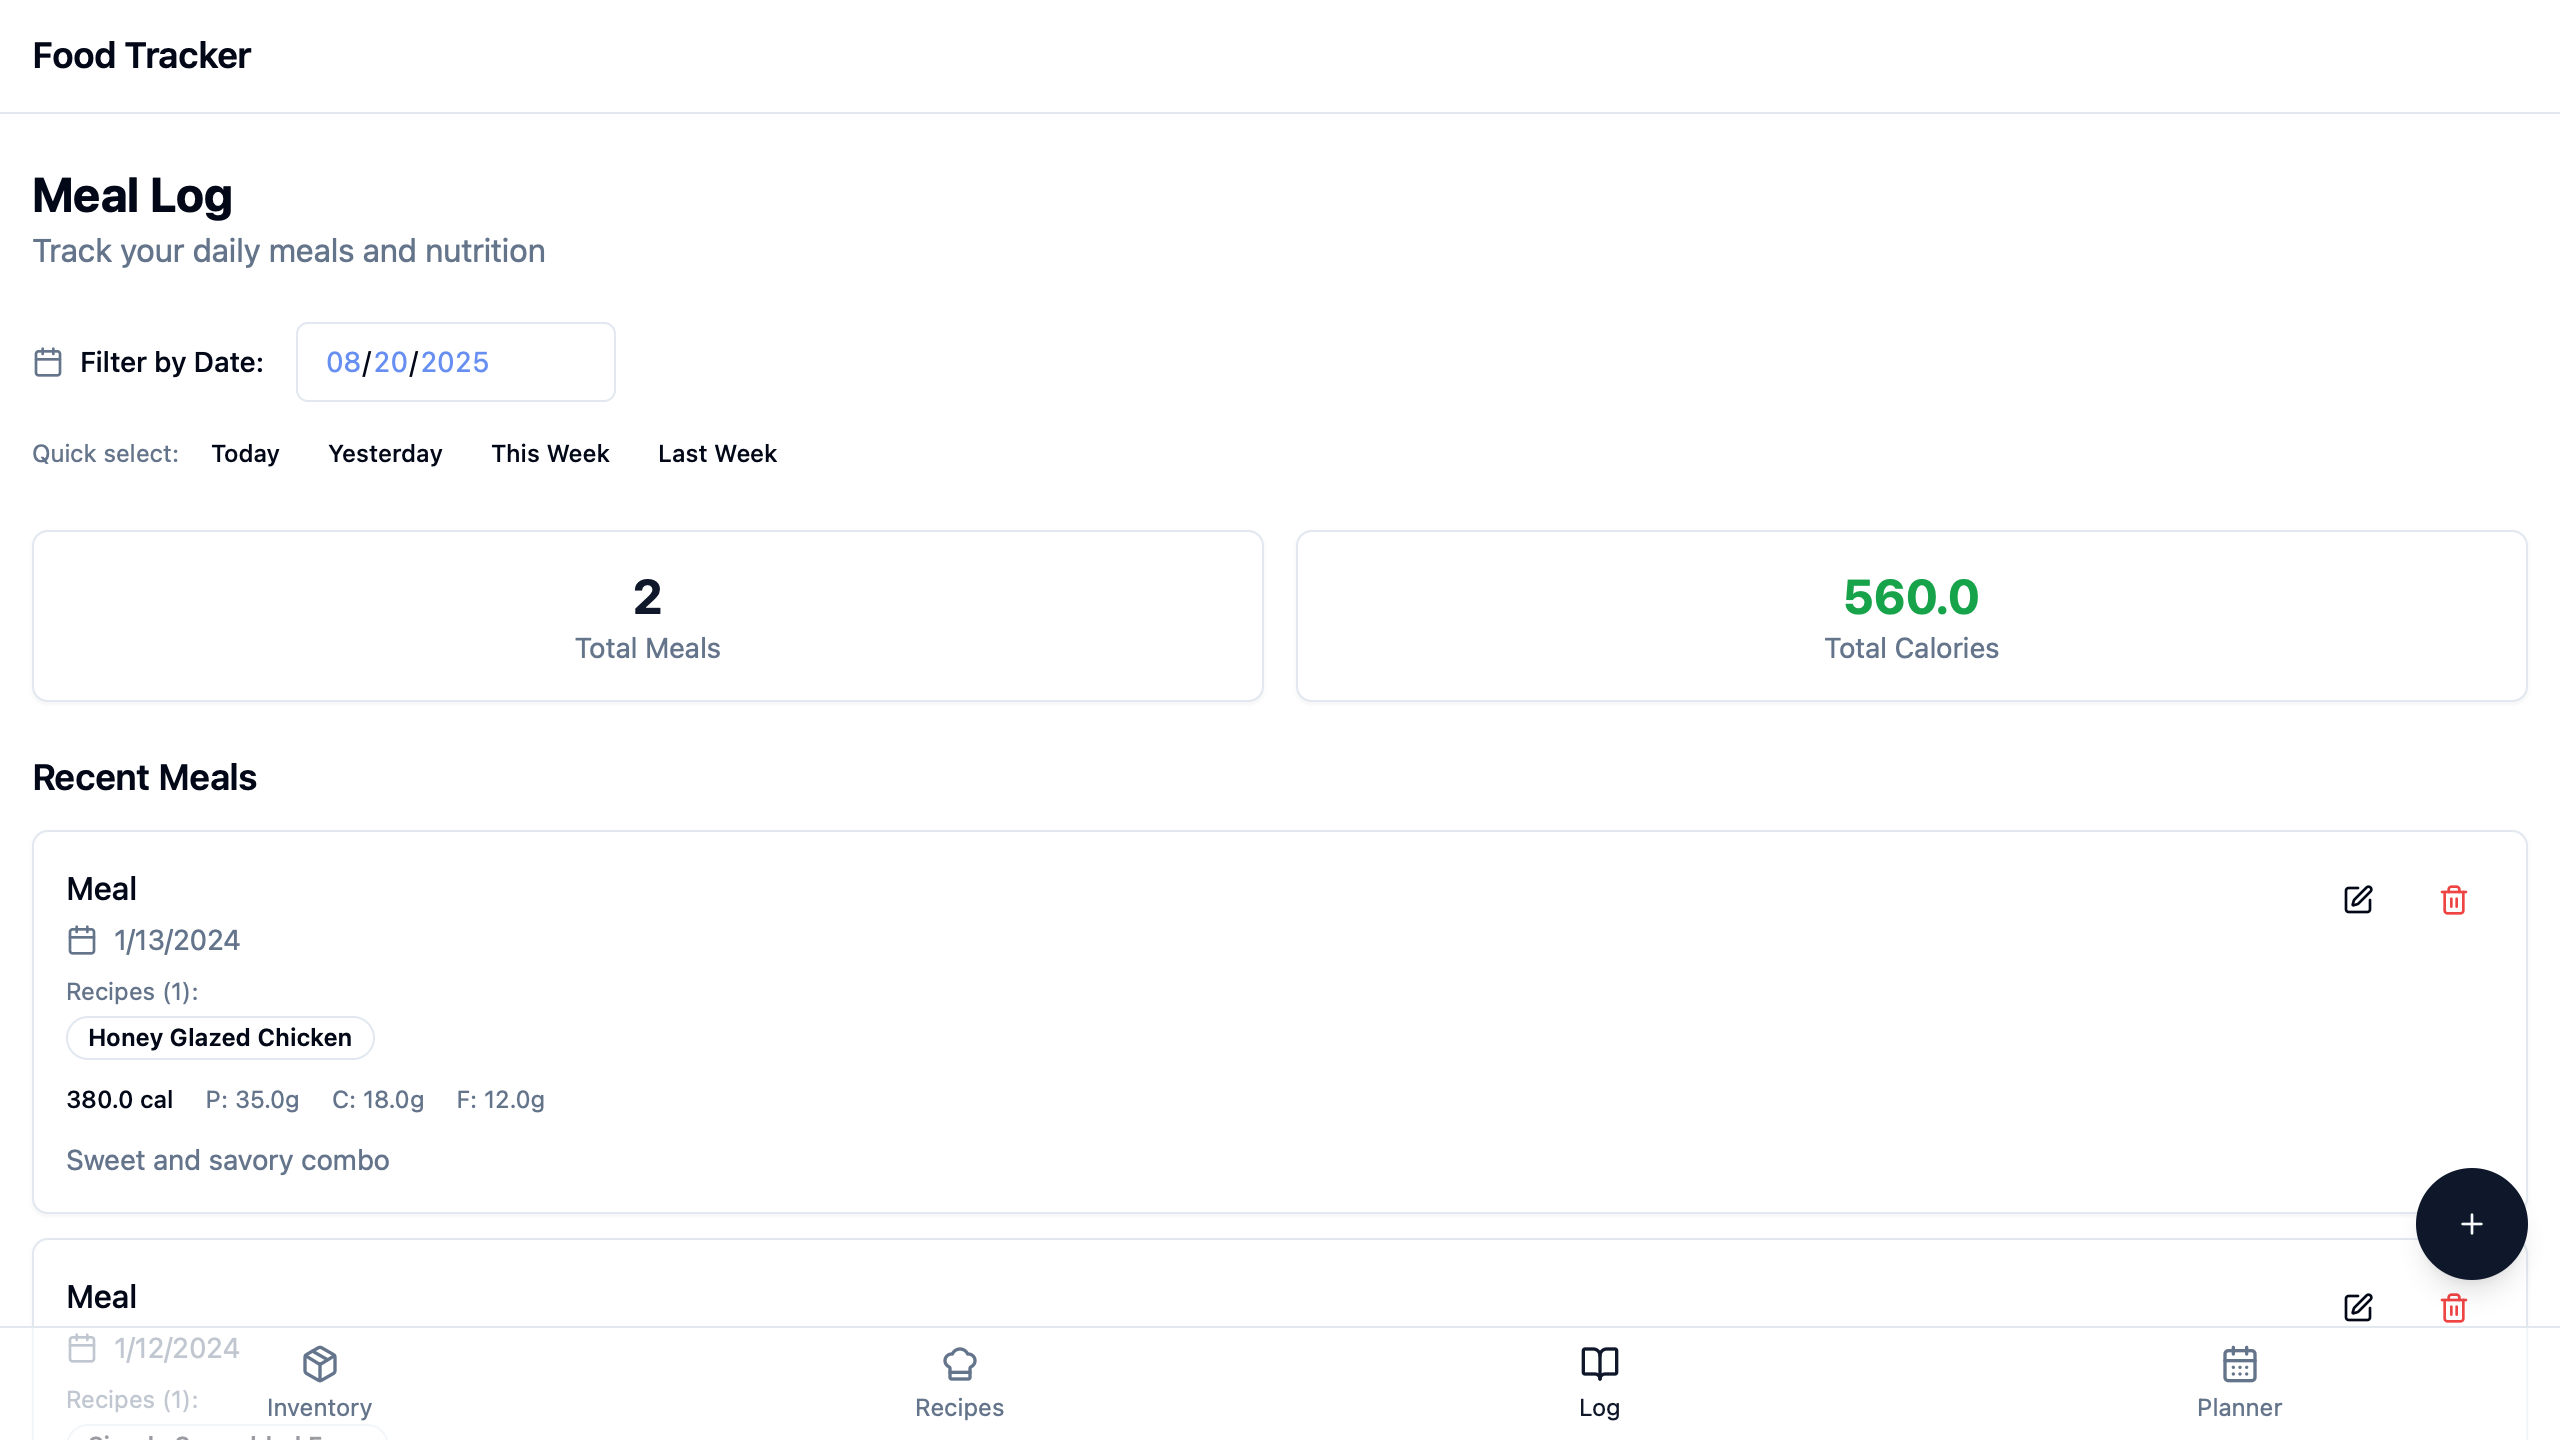 Food Tracker
Meal Log
Track your daily meals and nutrition
Filter by Date: 08/20/2025
Quick select: Today Yesterday This Week Last Week
2
Total Meals
560.0
Total Calories
Recent Meals
Meal
1/13/2024
Recipes (1):
Honey Glazed Chicken
380.0 cal P: 35.0g C: 18.0g F: 12.0g
Sweet and savory combo
Meal
1/12/2024
Recipes (1):
Inventory Recipes Log Planner